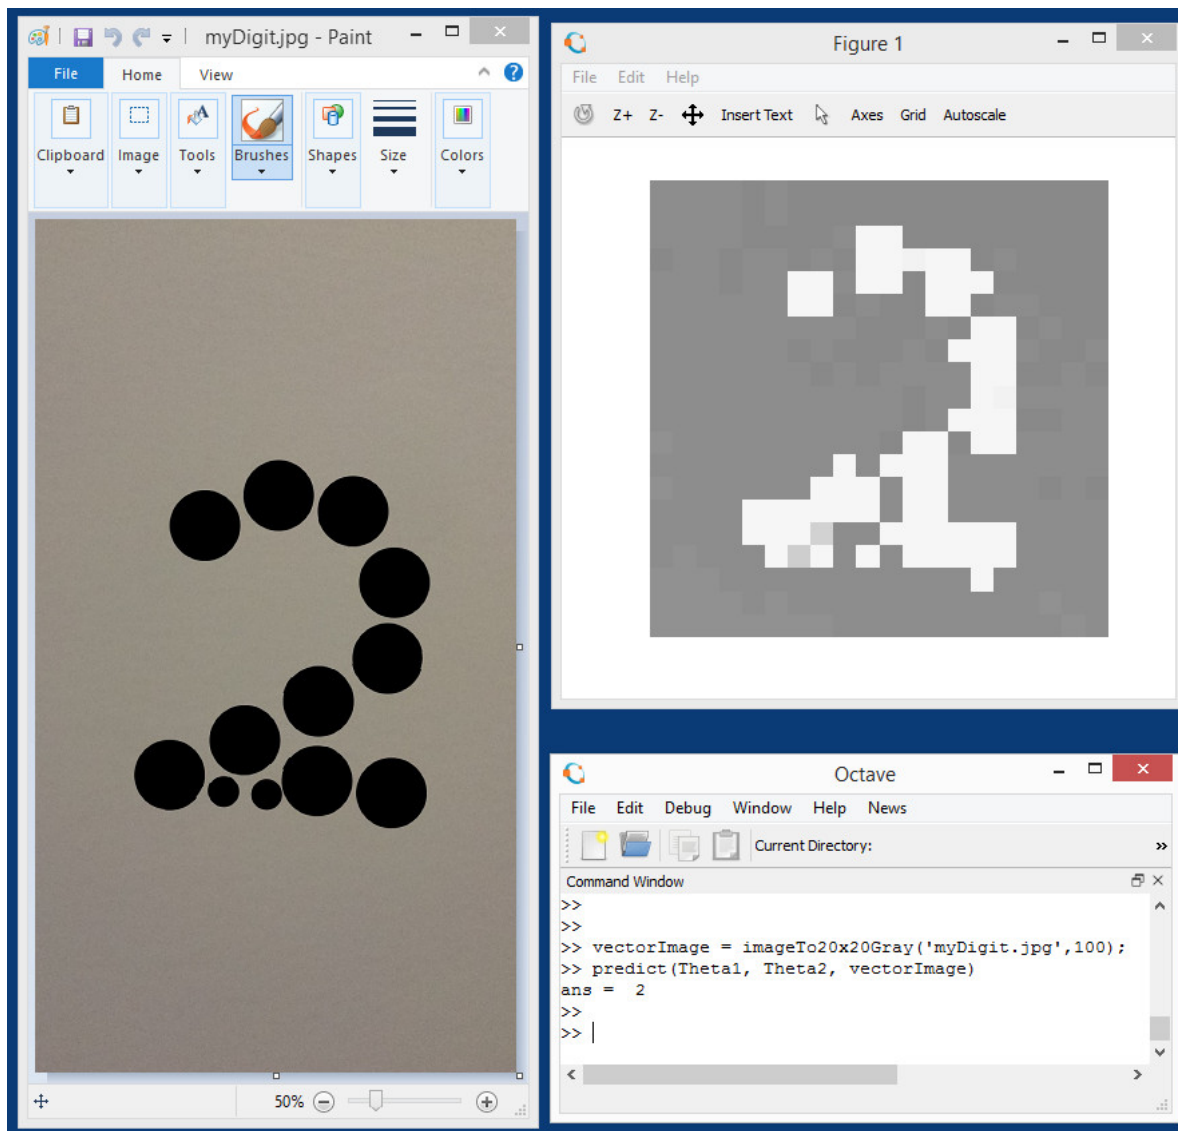 myDigit.jpg - Paint
File Home View
Clipboard Image Tools Brushes Shapes Size Colors
50%
Figure 1
File Edit Help
Z+ Z- Insert Text Axes Grid Autoscale
Octave
File Edit Debug Window Help News
Current Directory: »
Command Window
>>
>>
>> vectorImage = imageTo20x20Gray('myDigit.jpg',100);
>> predict(Theta1, Theta2, vectorImage)
ans =  2
>>
>>